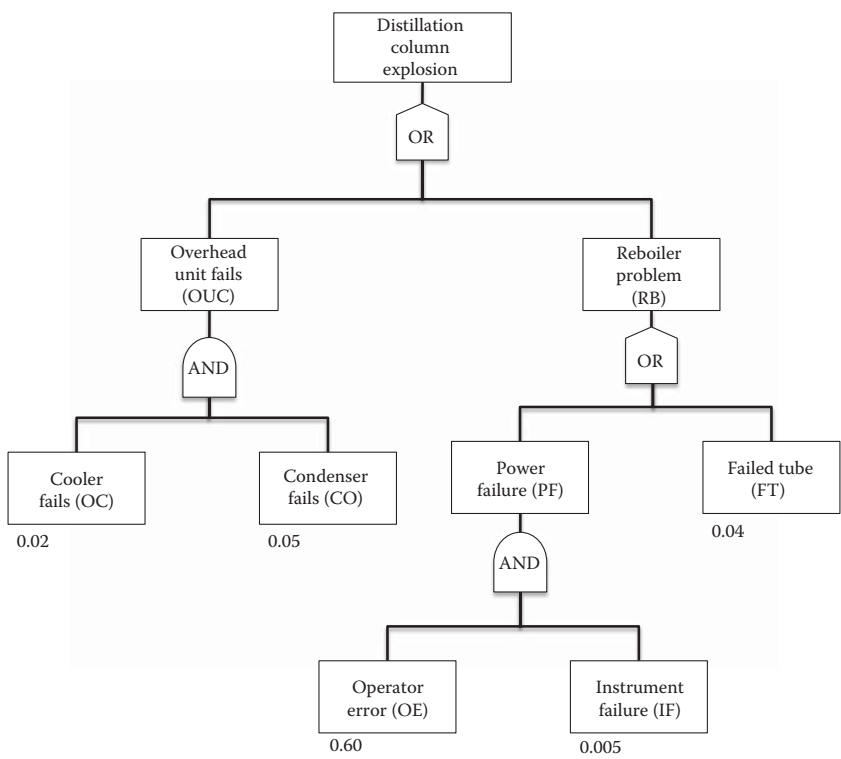 Distillation
column
explosion
OR
Overhead
unit fails
(OUC)
Reboiler
problem
(RB)
AND
OR
Cooler
fails (OC)
0.02
Condenser
fails (CO)
0.05
Power
failure (PF)
Failed tube
(FT)
0.04
AND
Operator
error (OE)
0.60
Instrument
failure (IF)
0.005